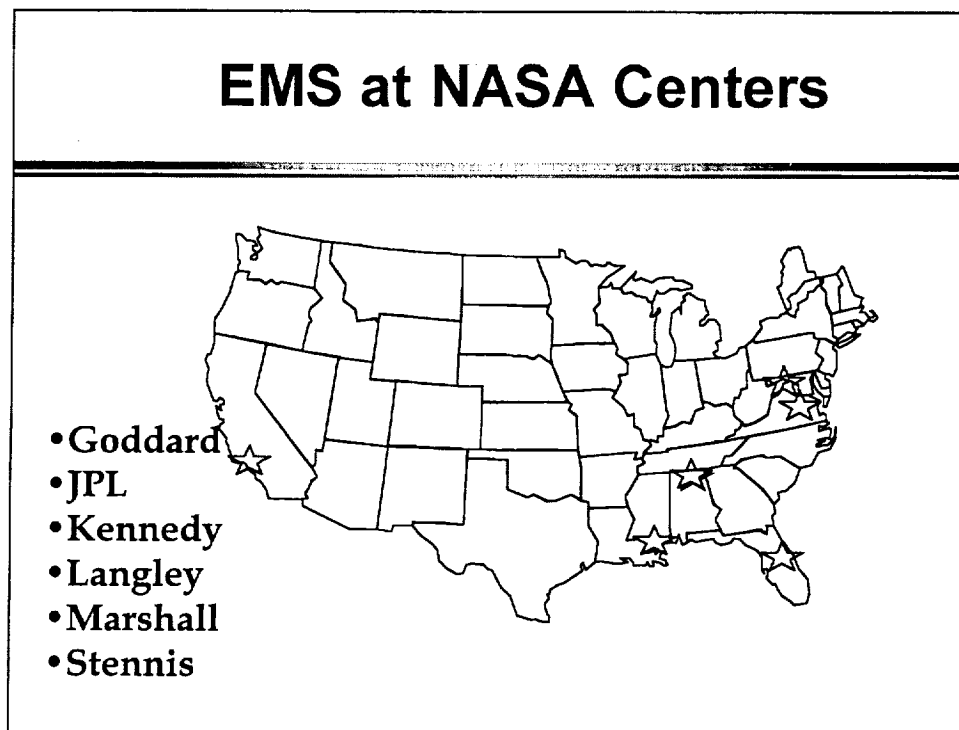 EMS at NASA Centers
•Goddard
•JPL
•Kennedy
•Langley
•Marshall
•Stennis